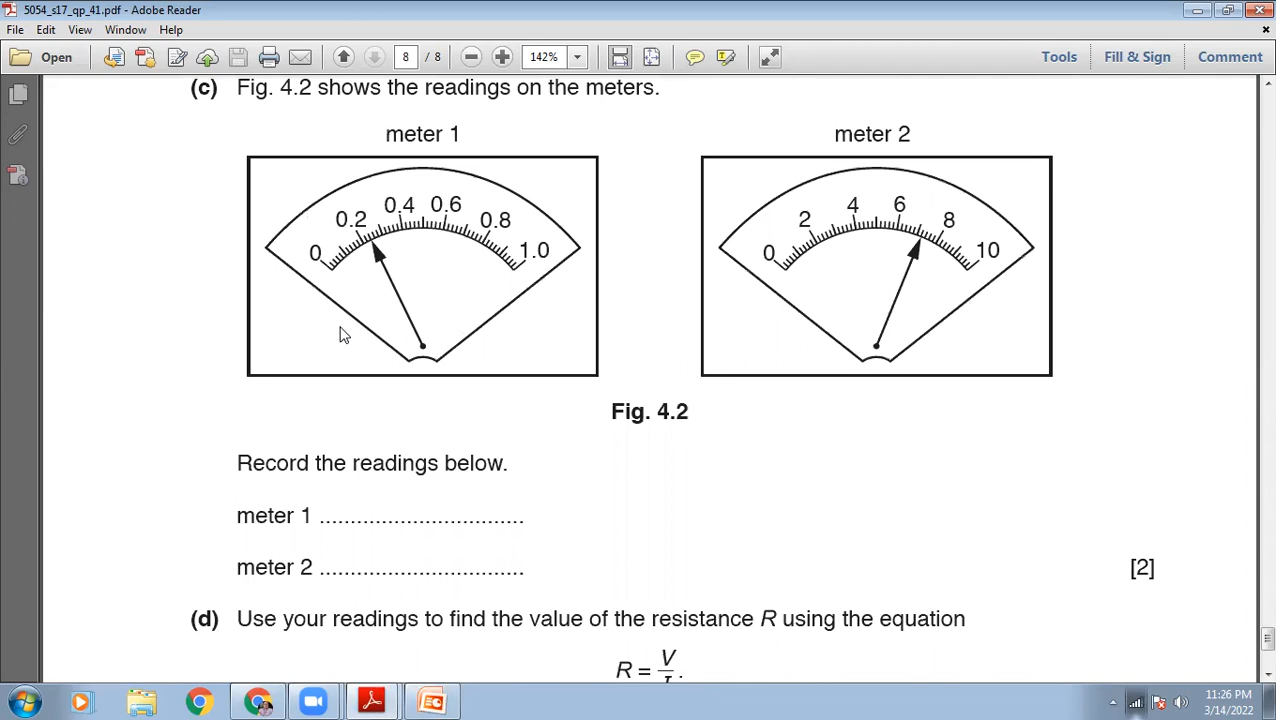 5054_s17_qp_41.pdf - Adobe Reader
File Edit View Window Help
Open 8 / 8 142% Tools Fill & Sign Comment
(c) Fig. 4.2 shows the readings on the meters.
meter 1 meter 2
0 0.2 0.4 0.6 0.8 1.0
0 2 4 6 8 10
Fig. 4.2
Record the readings below.
meter 1 ..................................
meter 2 .................................. [2]
(d) Use your readings to find the value of the resistance R using the equation
R = V/I.
11:26 PM
3/14/2022